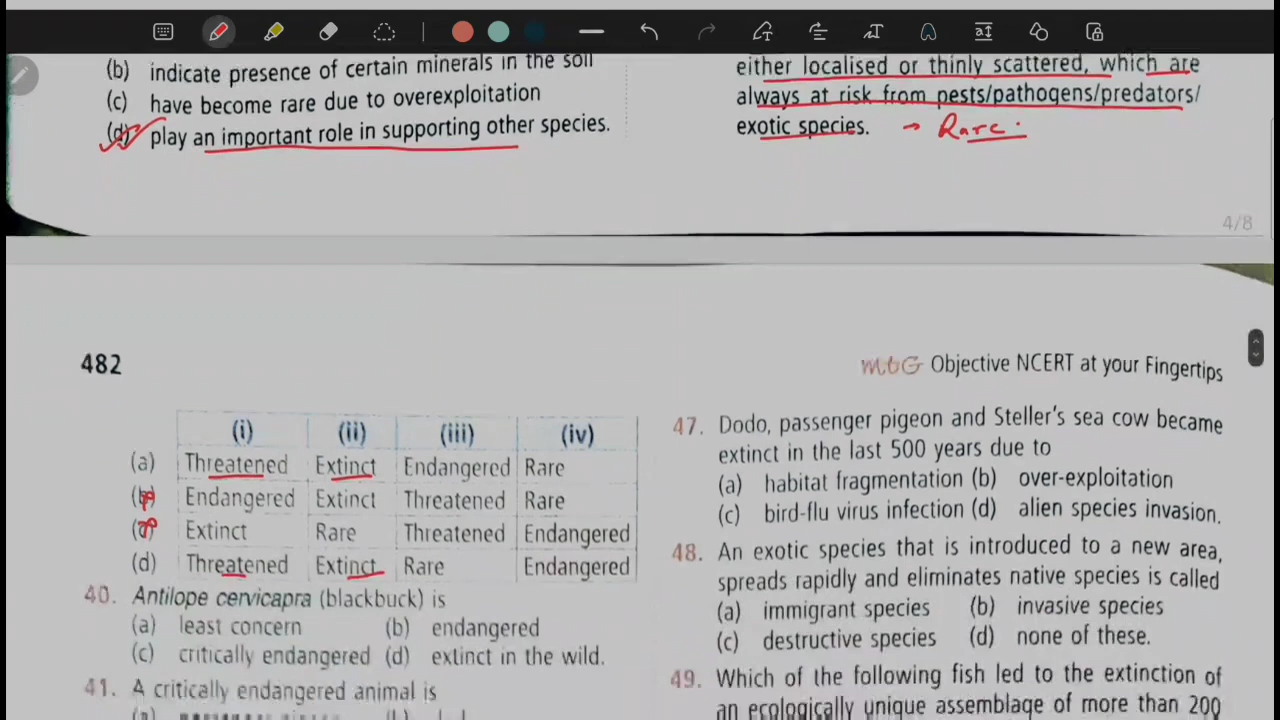 (b) indicate presence of certain minerals in the soil
(c) have become rare due to overexploitation
(d) play an important role in supporting other species.
either localised or thinly scattered, which are
always at risk from pests/pathogens/predators/
exotic species. → Rare.
4/8
482
MtG Objective NCERT at your Fingertips
(i) (ii) (iii) (iv)
(a) Threatened Extinct Endangered Rare
(b) Endangered Extinct Threatened Rare
(c) Extinct Rare Threatened Endangered
(d) Threatened Extinct Rare Endangered
40. Antilope cervicapra (blackbuck) is
(a) least concern (b) endangered
(c) critically endangered (d) extinct in the wild.
41. A critically endangered animal is
47. Dodo, passenger pigeon and Steller's sea cow became
extinct in the last 500 years due to
(a) habitat fragmentation (b) over-exploitation
(c) bird-flu virus infection (d) alien species invasion.
48. An exotic species that is introduced to a new area,
spreads rapidly and eliminates native species is called
(a) immigrant species (b) invasive species
(c) destructive species (d) none of these.
49. Which of the following fish led to the extinction of
an ecologically unique assemblage of more than 200